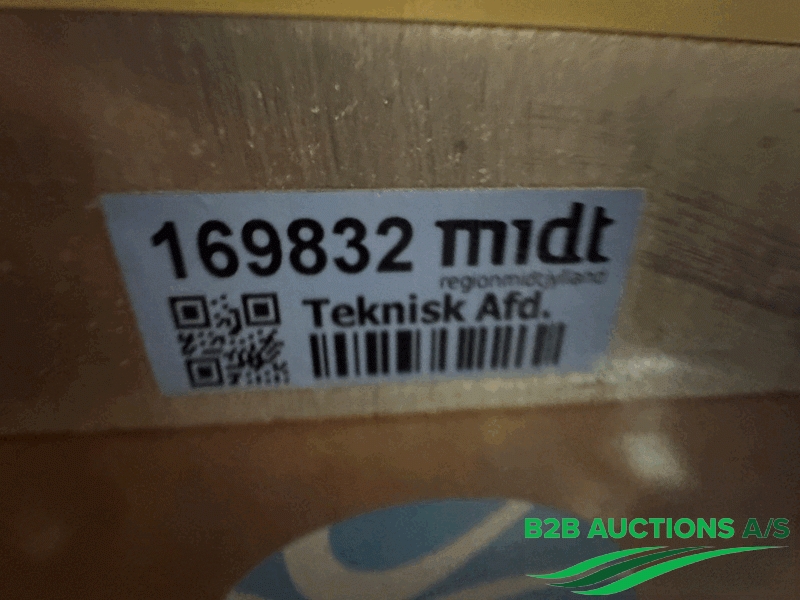 169832 midt
regionmidtjylland
Teknisk Afd.
B2B AUCTIONS A/S